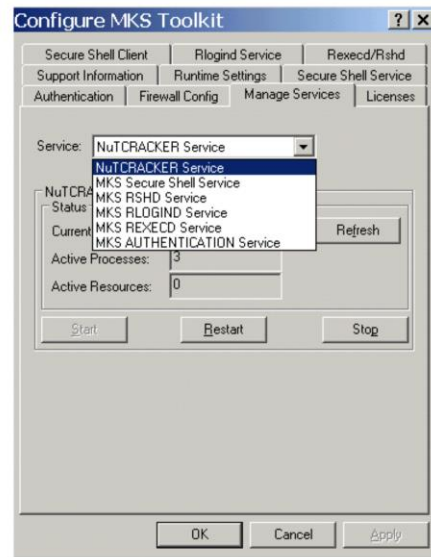 Configure MKS Toolkit
Secure Shell Client Rlogind Service Rexecd/Rshd
Support Information Runtime Settings Secure Shell Service
Authentication Firewall Config Manage Services Licenses
Service: NuTCRACKER Service
NuTCRACKER Service
MKS Secure Shell Service
MKS RSHD Service
MKS RLOGIND Service
MKS REXECD Service
MKS AUTHENTICATION Service
NuTCRA
Status
Current
Refresh
Active Processes: 3
Active Resources: 0
Start Restart Stop
OK Cancel Apply